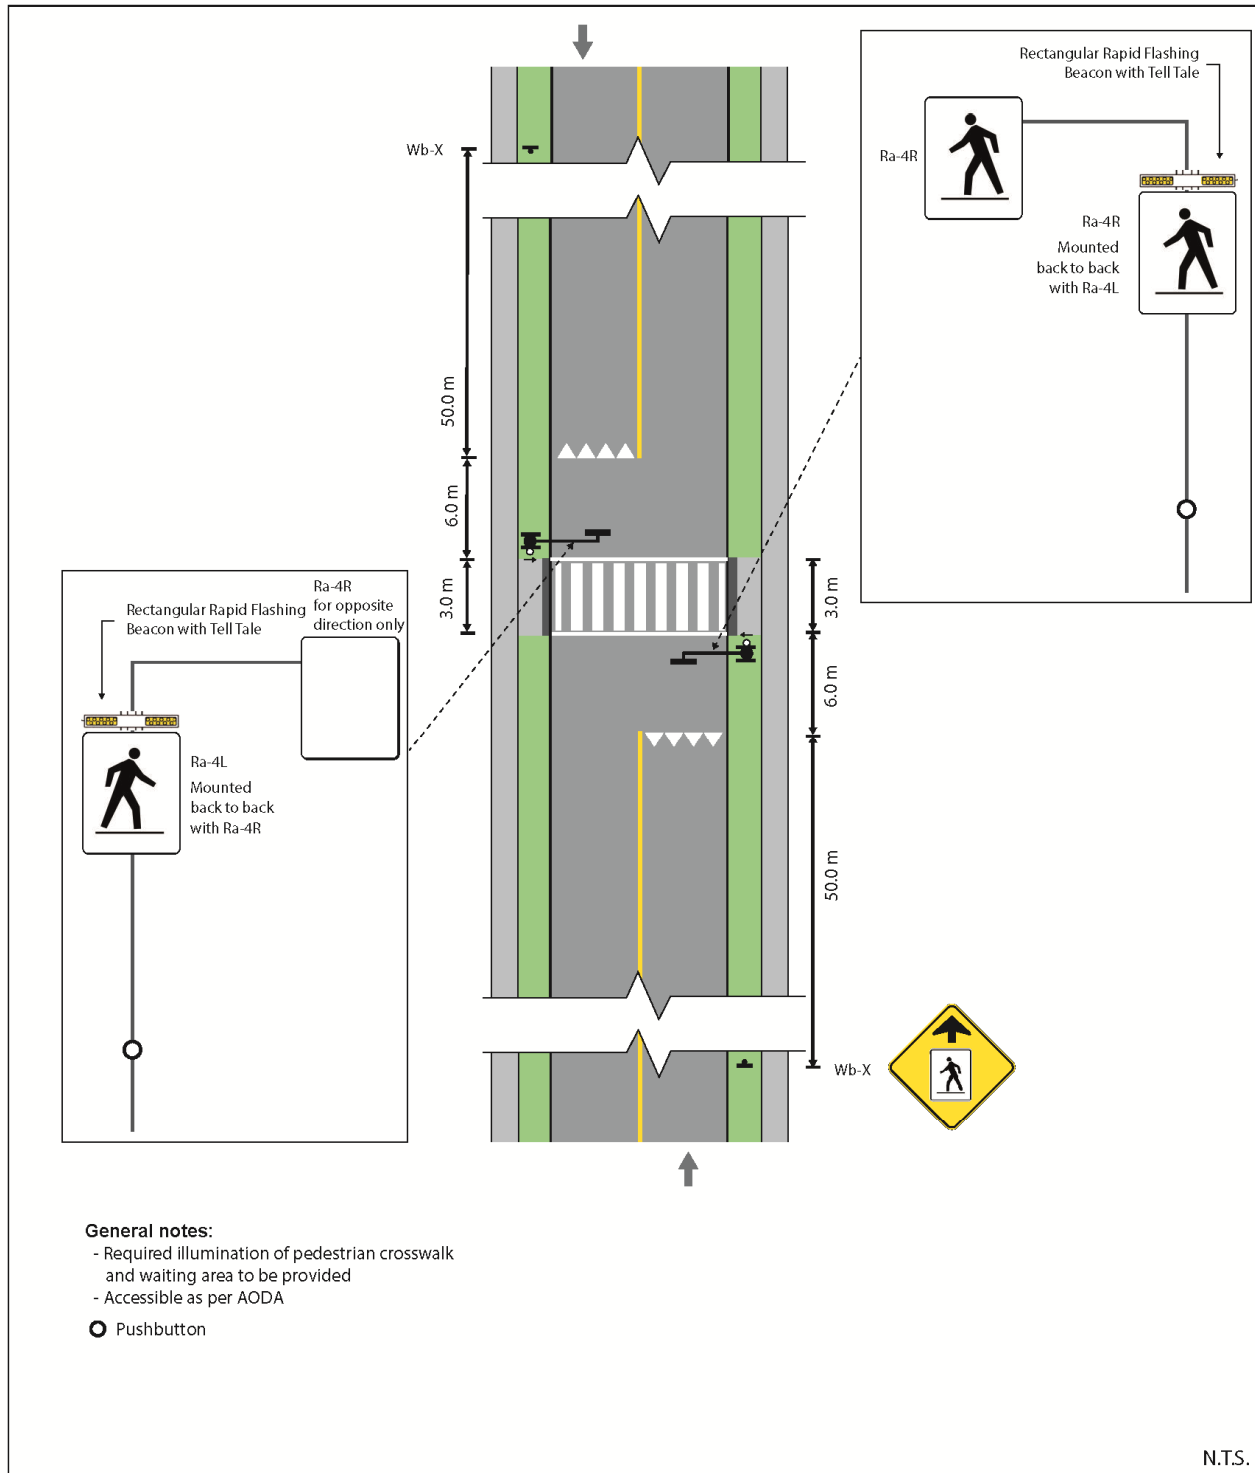 Rectangular Rapid Flashing
Beacon with Tell Tale
Wb-X
Ra-4R
Ra-4R
Mounted
back to back
with Ra-4L
50.0 m
6.0 m
3.0 m
Ra-4R
for opposite
direction only
Rectangular Rapid Flashing
Beacon with Tell Tale
3.0 m
6.0 m
Ra-4L
Mounted
back to back
with Ra-4R
50.0 m
Wb-X
General notes:
- Required illumination of pedestrian crosswalk
and waiting area to be provided
- Accessible as per AODA
Pushbutton
N.T.S.